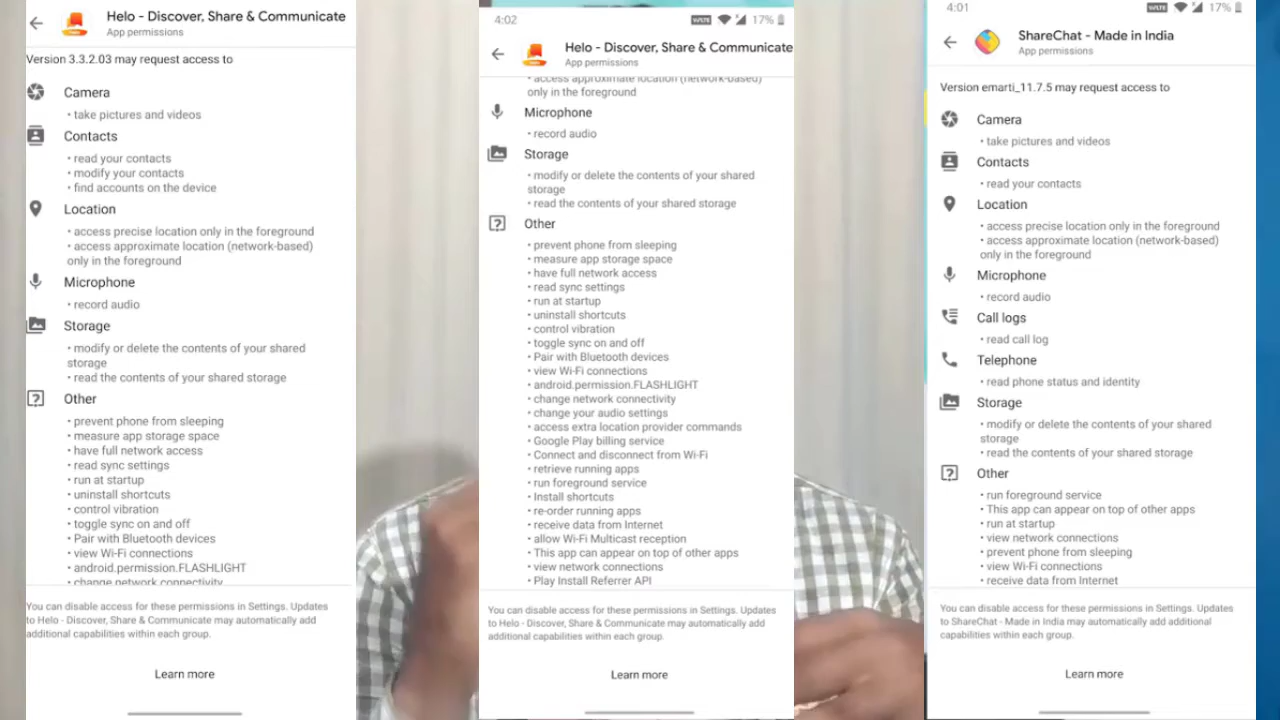 Helo - Discover, Share & Communicate
App permissions
Version 3.3.2.03 may request access to
Camera
• take pictures and videos
Contacts
• read your contacts
• modify your contacts
• find accounts on the device
Location
• access precise location only in the foreground
• access approximate location (network-based)
only in the foreground
Microphone
• record audio
Storage
• modify or delete the contents of your shared
storage
• read the contents of your shared storage
Other
• prevent phone from sleeping
• measure app storage space
• have full network access
• read sync settings
• run at startup
• uninstall shortcuts
• control vibration
• toggle sync on and off
• Pair with Bluetooth devices
• view Wi-Fi connections
• android.permission.FLASHLIGHT
• change network connectivity
You can disable access for these permissions in Settings. Updates
to Helo - Discover, Share & Communicate may automatically add
additional capabilities within each group.
Learn more
4:02
VoLTE 17%
Helo - Discover, Share & Communicate
App permissions
• access approximate location (network-based)
only in the foreground
Microphone
• record audio
Storage
• modify or delete the contents of your shared
storage
• read the contents of your shared storage
Other
• prevent phone from sleeping
• measure app storage space
• have full network access
• read sync settings
• run at startup
• uninstall shortcuts
• control vibration
• toggle sync on and off
• Pair with Bluetooth devices
• view Wi-Fi connections
• android.permission.FLASHLIGHT
• change network connectivity
• change your audio settings
• access extra location provider commands
• Google Play billing service
• Connect and disconnect from Wi-Fi
• retrieve running apps
• run foreground service
• Install shortcuts
• re-order running apps
• receive data from Internet
• allow Wi-Fi Multicast reception
• This app can appear on top of other apps
• view network connections
• Play Install Referrer API
You can disable access for these permissions in Settings. Updates
to Helo - Discover, Share & Communicate may automatically add
additional capabilities within each group.
Learn more
4:01
VoLTE 17%
ShareChat - Made in India
App permissions
Version emarti_11.7.5 may request access to
Camera
• take pictures and videos
Contacts
• read your contacts
Location
• access precise location only in the foreground
• access approximate location (network-based)
only in the foreground
Microphone
• record audio
Call logs
• read call log
Telephone
• read phone status and identity
Storage
• modify or delete the contents of your shared
storage
• read the contents of your shared storage
Other
• run foreground service
• This app can appear on top of other apps
• run at startup
• view network connections
• prevent phone from sleeping
• view Wi-Fi connections
• receive data from Internet
You can disable access for these permissions in Settings. Updates
to ShareChat - Made in India may automatically add additional
capabilities within each group.
Learn more